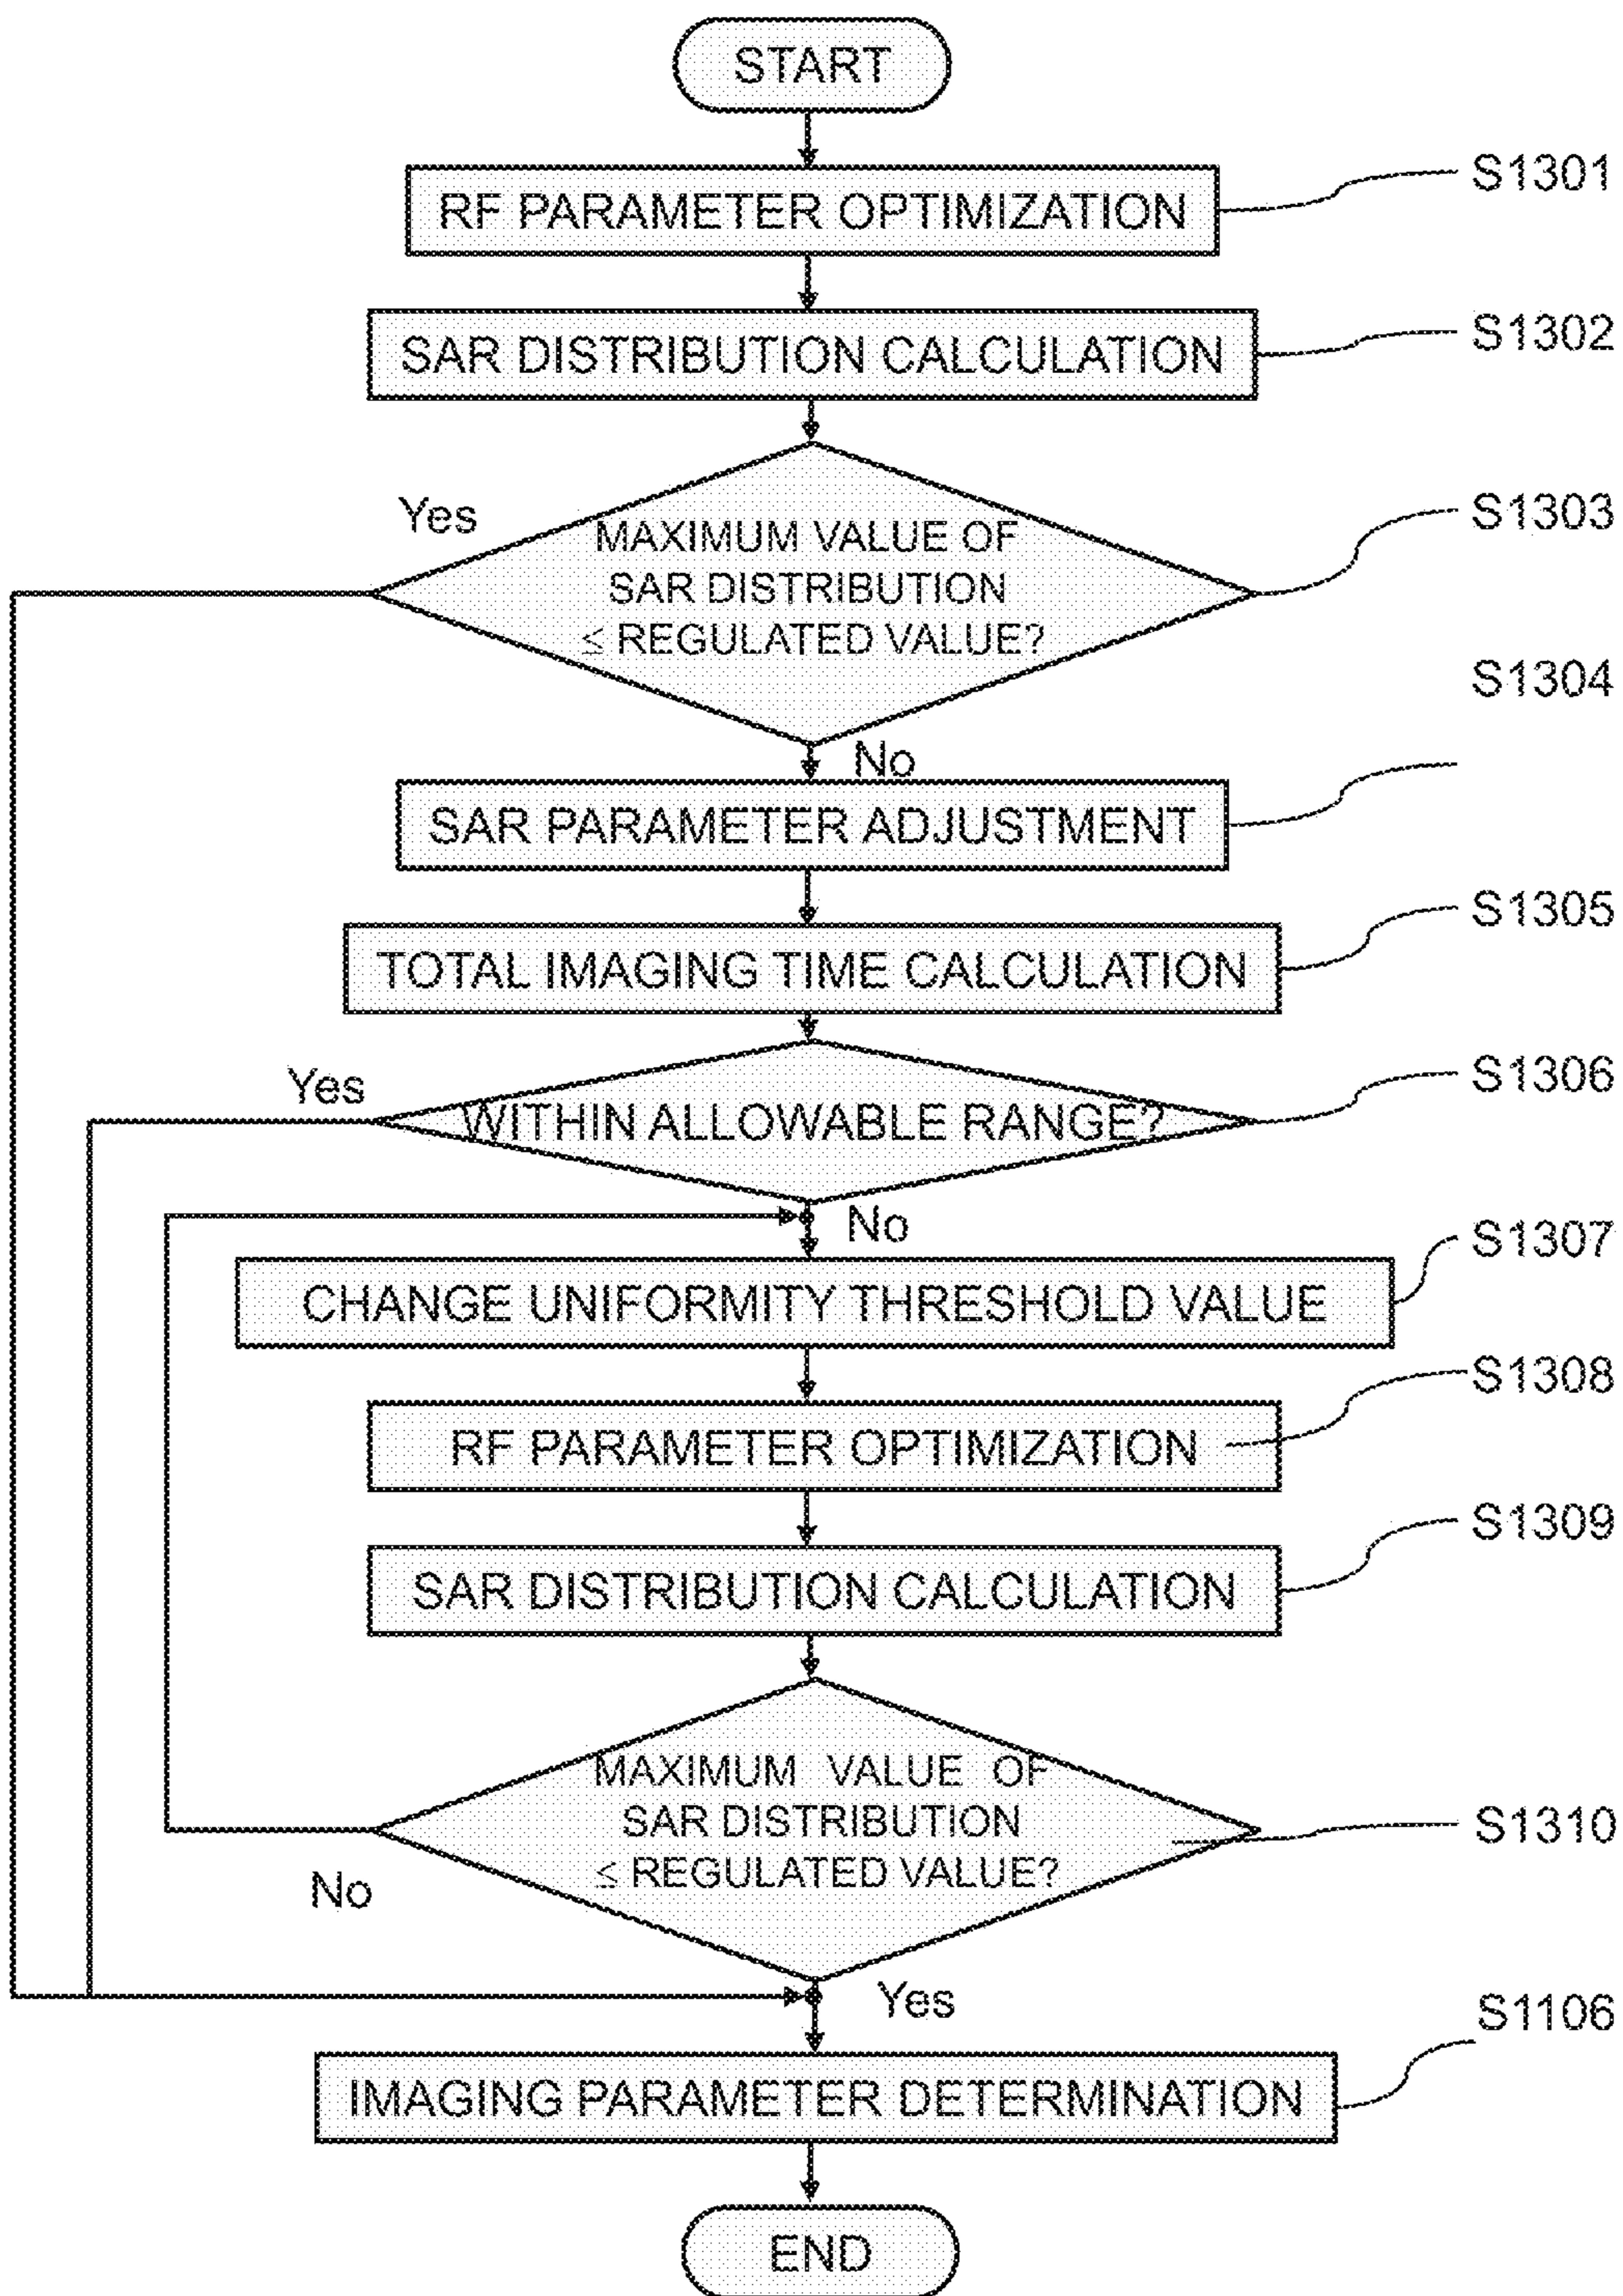 START
RF PARAMETER OPTIMIZATION
S1301
SAR DISTRIBUTION CALCULATION
S1302
Yes
MAXIMUM VALUE OF
SAR DISTRIBUTION
≤ REGULATED VALUE?
S1303
No
SAR PARAMETER ADJUSTMENT
S1304
TOTAL IMAGING TIME CALCULATION
S1305
Yes
WITHIN ALLOWABLE RANGE?
S1306
No
CHANGE UNIFORMITY THRESHOLD VALUE
S1307
RF PARAMETER OPTIMIZATION
S1308
SAR DISTRIBUTION CALCULATION
S1309
MAXIMUM VALUE OF
SAR DISTRIBUTION
≤ REGULATED VALUE?
S1310
No
Yes
IMAGING PARAMETER DETERMINATION
S1106
END